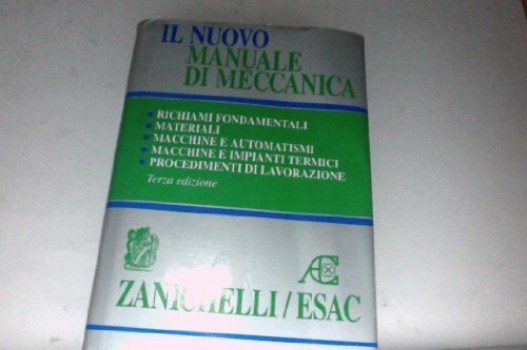 IL NUOVO
MANUALE
DI MECCANICA
• RICHIAMI FONDAMENTALI
• MATERIALI
• MACCHINE E AUTOMATISMI
• MACCHINE E IMPIANTI TERMICI
• PROCEDIMENTI DI LAVORAZIONE
Terza edizione
ZANICHELLI/ESAC